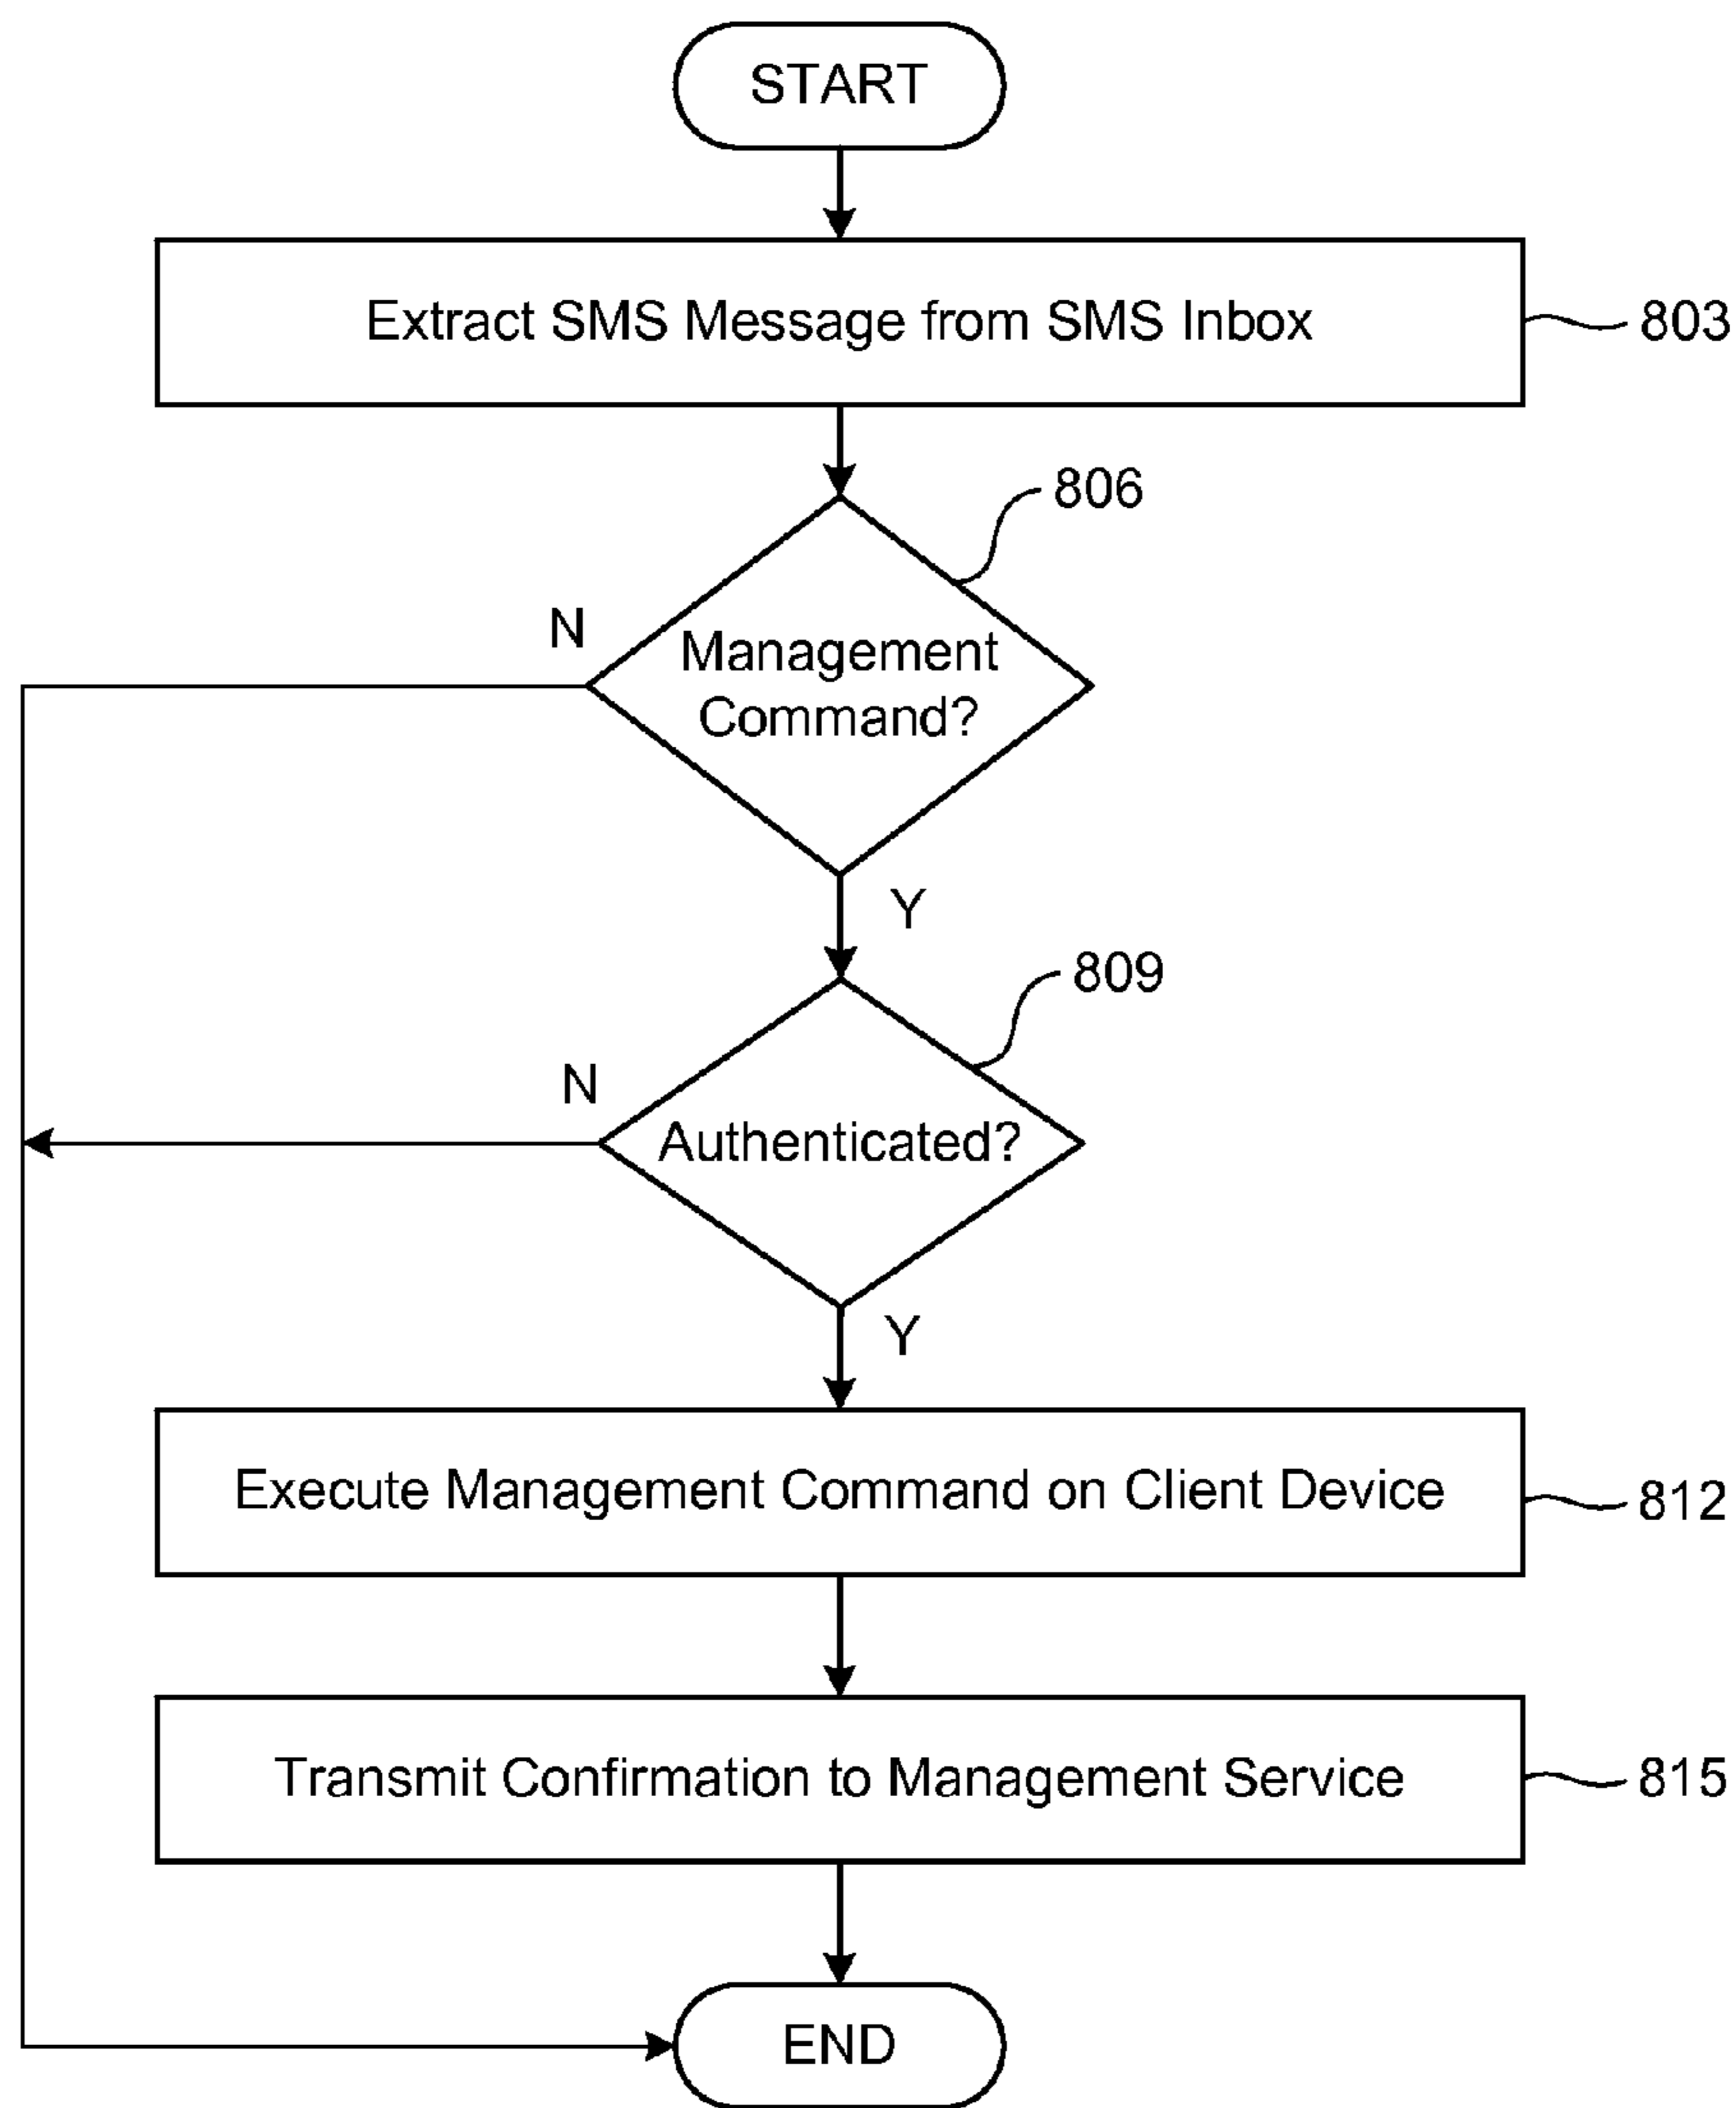 START
Extract SMS Message from SMS Inbox
803
806
N
Management
Command?
Y
809
N
Authenticated?
Y
Execute Management Command on Client Device
812
Transmit Confirmation to Management Service
815
END